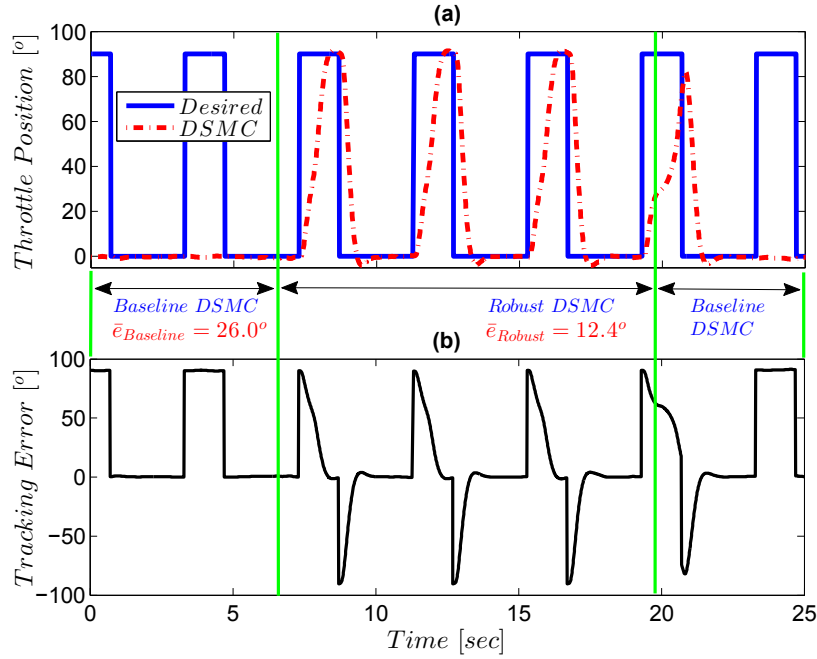 (a)
Throttle Position [°]
100
80
60
40
20
0
Desired
DSMC
Baseline DSMC
ē_Baseline = 26.0°
Robust DSMC
ē_Robust = 12.4°
Baseline
DSMC
(b)
Tracking Error [°]
100
50
0
−50
−100
0 5 10 15 20 25
Time [sec]